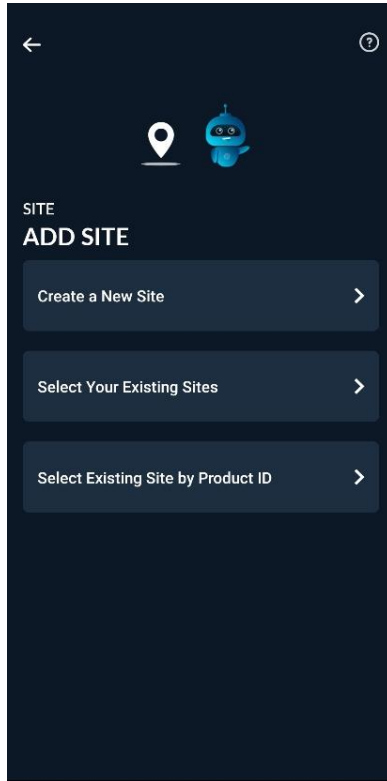 SITE
ADD SITE
Create a New Site
Select Your Existing Sites
Select Existing Site by Product ID